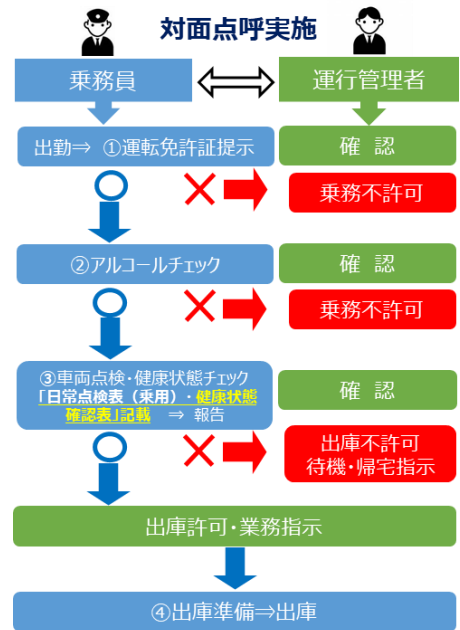 対面点呼実施
乗務員
運行管理者
出勤⇒ ①運転免許証提示
確 認
乗務不許可
②アルコールチェック
確 認
乗務不許可
③車両点検・健康状態チェック
「日常点検表（乗用）・健康状態
確認表」記載 ⇒ 報告
確 認
出庫不許可
待機・帰宅指示
出庫許可・業務指示
④出庫準備⇒出庫